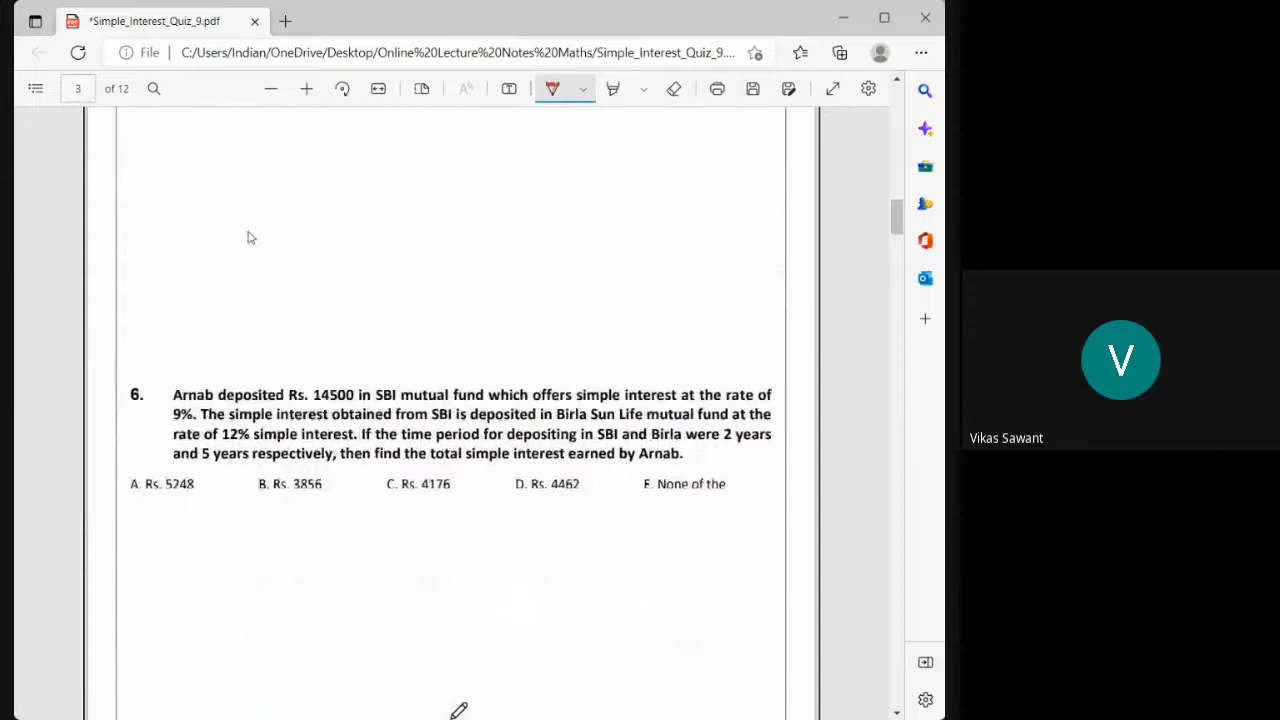 *Simple_Interest_Quiz_9.pdf
File
C:/Users/Indian/OneDrive/Desktop/Online%20Lecture%20Notes%20Maths/Simple_Interest_Quiz_9....
3 of 12
6. Arnab deposited Rs. 14500 in SBI mutual fund which offers simple interest at the rate of
9%. The simple interest obtained from SBI is deposited in Birla Sun Life mutual fund at the
rate of 12% simple interest. If the time period for depositing in SBI and Birla were 2 years
and 5 years respectively, then find the total simple interest earned by Arnab.
A. Rs. 5248 B. Rs. 3856 C. Rs. 4176 D. Rs. 4462 E. None of the
V
Vikas Sawant